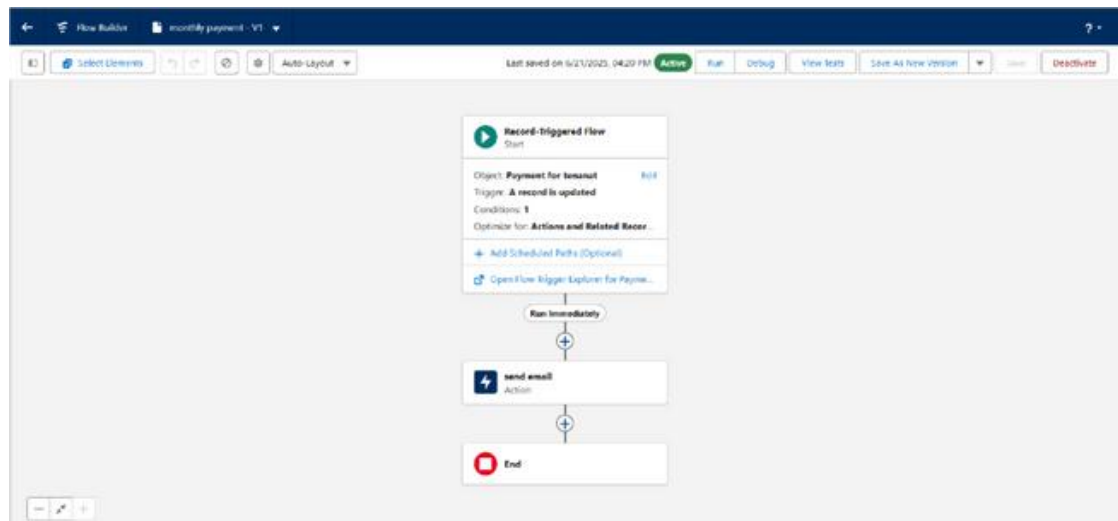 Flow Builder monthly payment - V1 ? 
Select Elements Auto-Layout Last saved on 6/21/2025, 04:20 PM Active Run Debug View Tests Save As New Version Save Deactivate
Record-Triggered Flow
Start
Object: Payment for tenanat Edit
Trigger: A record is updated
Conditions: 1
Optimize for: Actions and Related Recor...
+ Add Scheduled Paths (Optional)
Open Flow Trigger Explorer for Payme...
Run Immediately
send email
Action
End